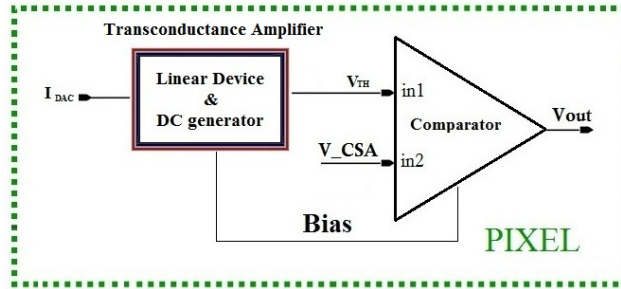 Transconductance Amplifier
I DAC
Linear Device
&
DC generator
VTH
in1
Comparator
Vout
V_CSA
in2
Bias
PIXEL